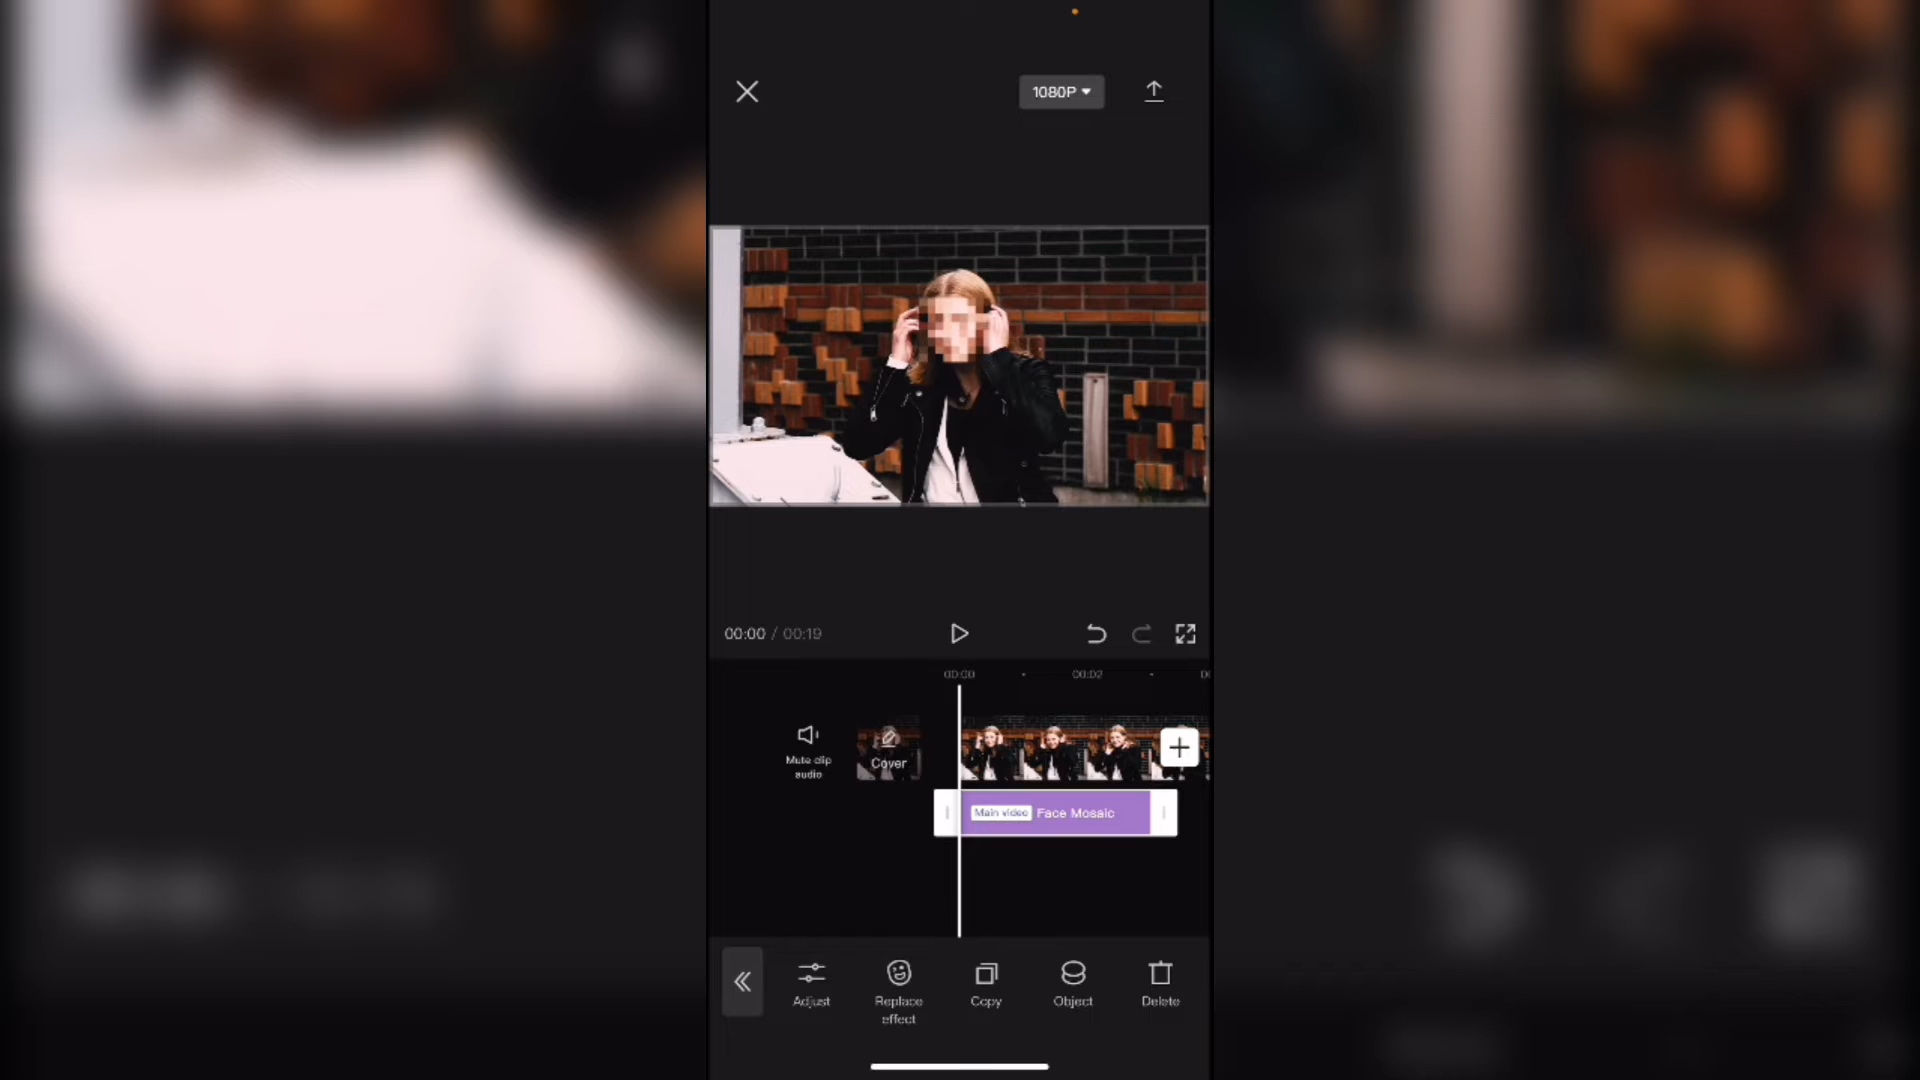 1080P
00:00 / 00:19
00:00
00:02
Mute clip
audio
Cover
Main video Face Mosaic
Adjust
Replace
effect
Copy
Object
Delete